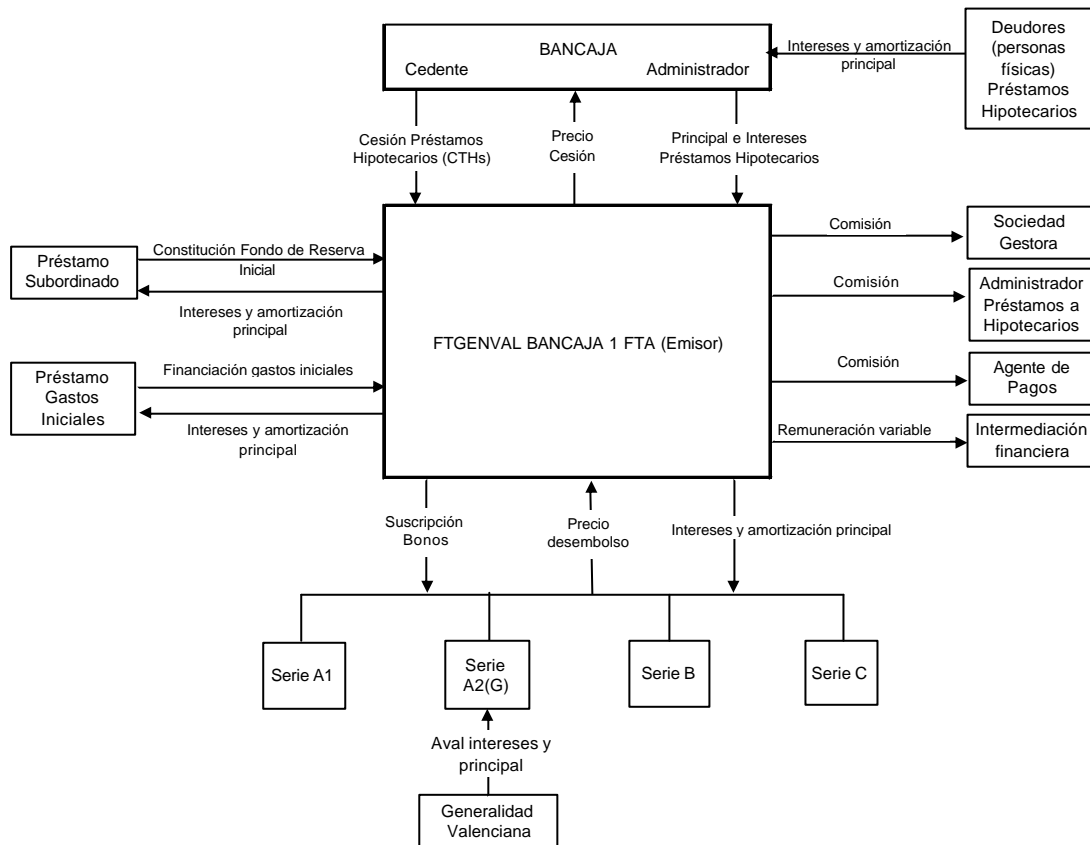 BANCAJA
Cedente
Administrador
Intereses y amortización
principal
Deudores
(personas
físicas)
Préstamos
Hipotecarios
Cesión Préstamos
Hipotecarios (CTHs)
Precio
Cesión
Principal e Intereses
Préstamos Hipotecarios
Préstamo
Subordinado
Constitución Fondo de Reserva
Inicial
Intereses y amortización
principal
Préstamo
Gastos
Iniciales
Financiación gastos iniciales
Intereses y amortización
principal
FTGENVAL BANCAJA 1 FTA (Emisor)
Comisión
Sociedad
Gestora
Comisión
Administrador
Préstamos a
Hipotecarios
Comisión
Agente de
Pagos
Remuneración variable
Intermediación
financiera
Suscripción
Bonos
Precio
desembolso
Intereses y amortización principal
Serie A1
Serie
A2(G)
Serie B
Serie C
Aval intereses y
principal
Generalidad
Valenciana